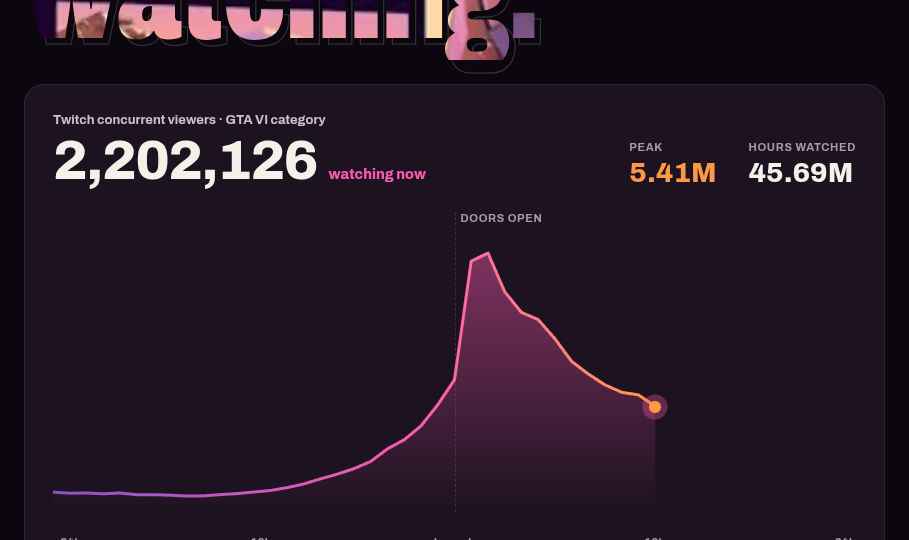 watching.
Twitch concurrent viewers · GTA VI category
2,202,126 watching now
PEAK
5.41M
HOURS WATCHED
45.69M
DOORS OPEN